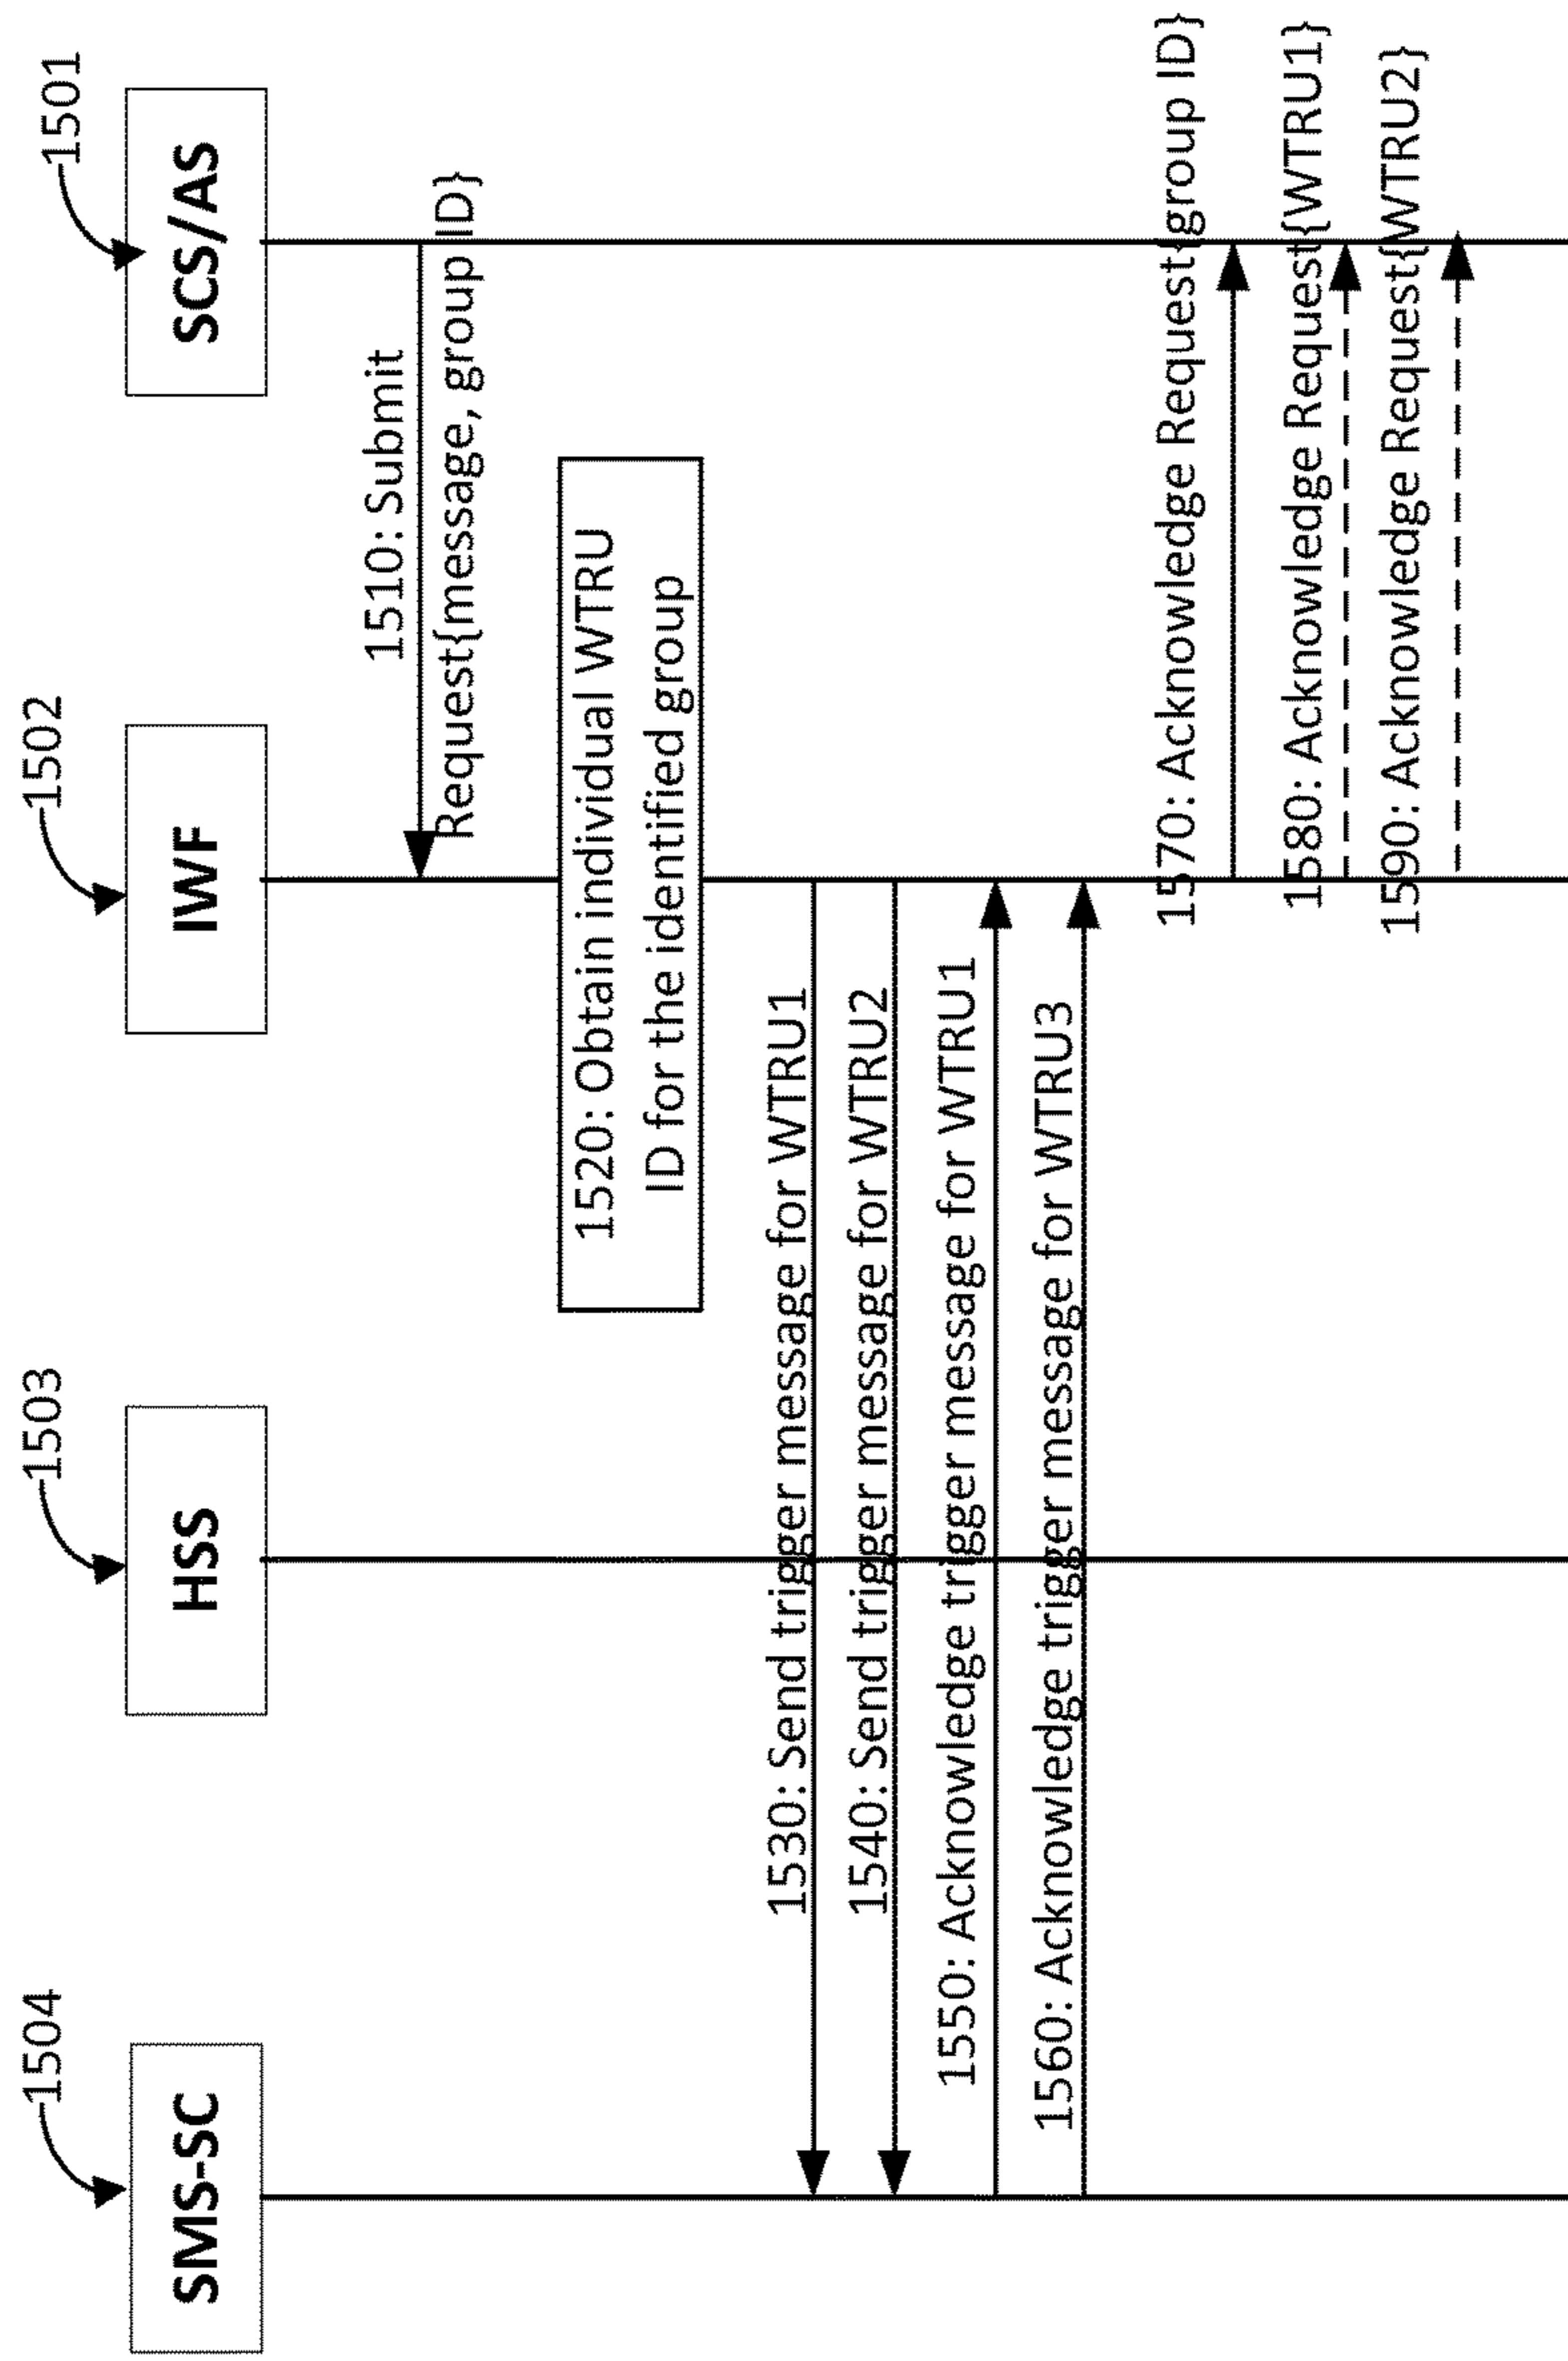 1504
SMS-SC
1503
HSS
1502
IWF
1501
SCS/AS
1510: Submit
Request{message, group ID}
1520: Obtain individual WTRU
ID for the identified group
1530: Send trigger message for WTRU1
1540: Send trigger message for WTRU2
1550: Acknowledge trigger message for WTRU1
1560: Acknowledge trigger message for WTRU3
1570: Acknowledge Request{group ID}
1580: Acknowledge Request{WTRU1}
1590: Acknowledge Request{WTRU2}